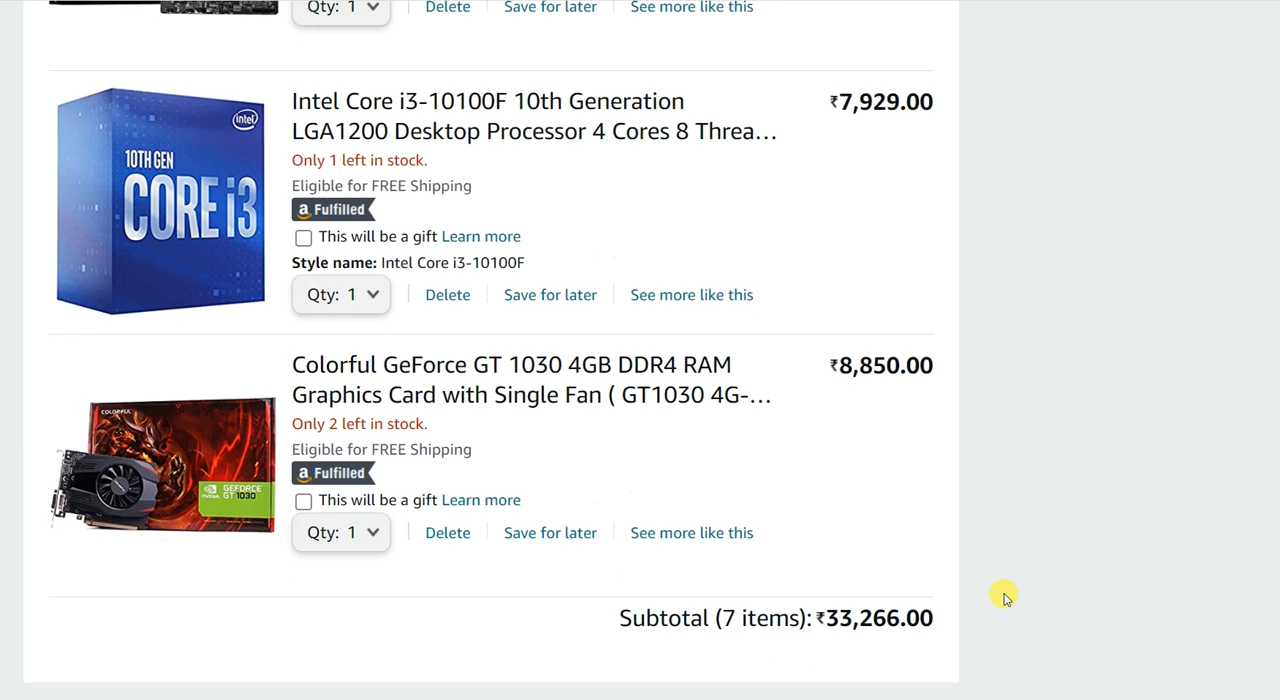 Qty: 1 Delete Save for later See more like this
Intel Core i3-10100F 10th Generation ₹7,929.00
LGA1200 Desktop Processor 4 Cores 8 Threa...
Only 1 left in stock.
Eligible for FREE Shipping
a Fulfilled
This will be a gift Learn more
Style name: Intel Core i3-10100F
Qty: 1 Delete Save for later See more like this
intel
10TH GEN
CORE i3
Colorful GeForce GT 1030 4GB DDR4 RAM ₹8,850.00
Graphics Card with Single Fan ( GT1030 4G-...
Only 2 left in stock.
Eligible for FREE Shipping
a Fulfilled
This will be a gift Learn more
Qty: 1 Delete Save for later See more like this
COLORFUL
GEFORCE
NVIDIA GT 1030
Subtotal (7 items): ₹33,266.00